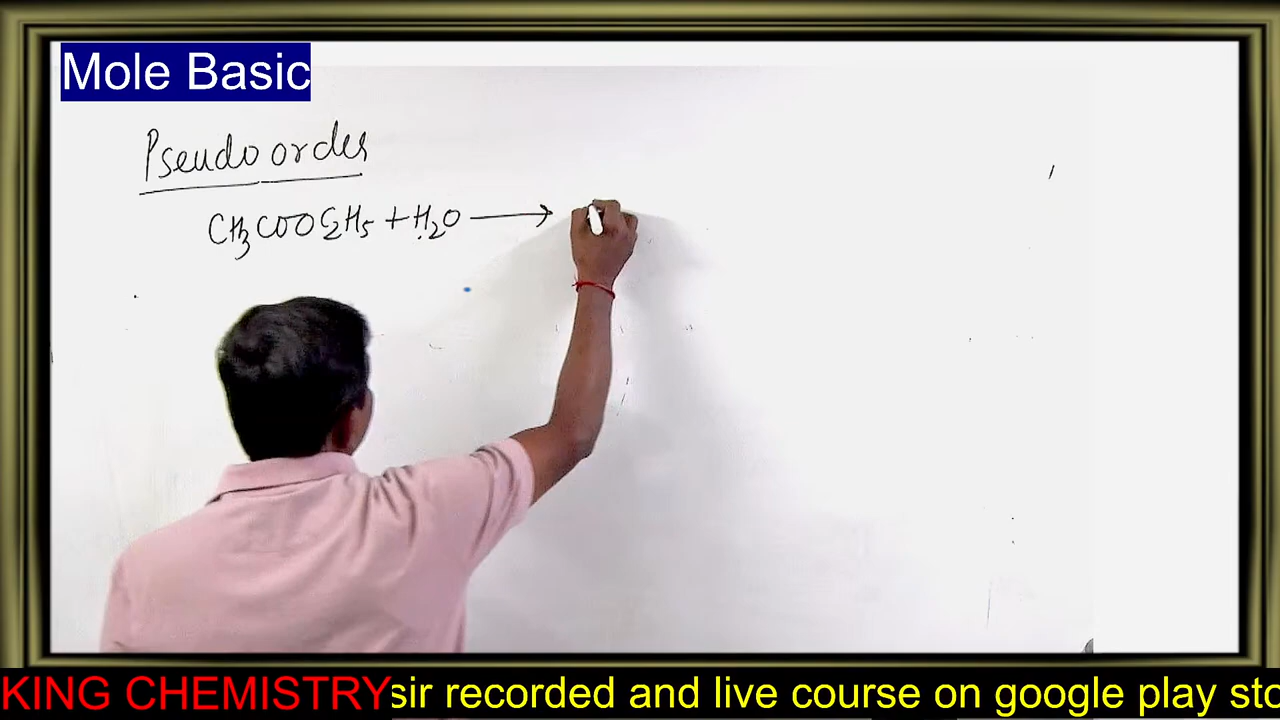 Mole Basic
Pseudo order
CH3COOC2H5 + H2O →
KING CHEMISTRY sir recorded and live course on google play sto